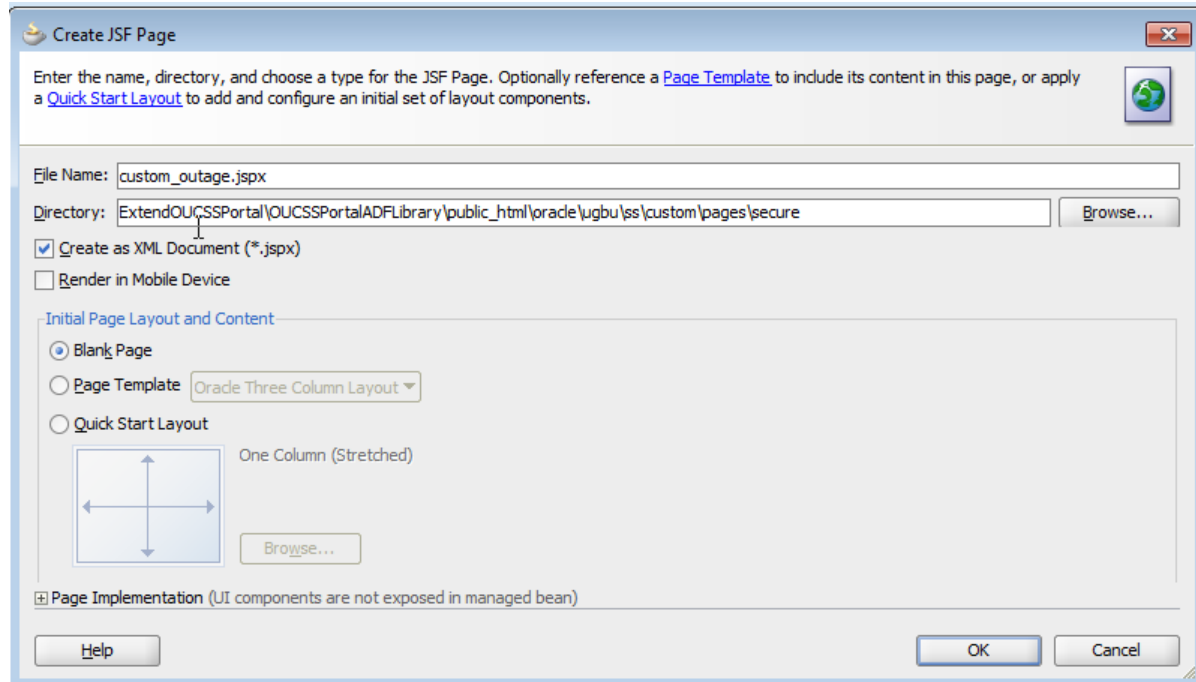 Create JSF Page
Enter the name, directory, and choose a type for the JSF Page. Optionally reference a Page Template to include its content in this page, or apply
a Quick Start Layout to add and configure an initial set of layout components.
File Name: custom_outage.jspx
Directory: ExtendOUCSSPortal\OUCSSPortalADFLibrary\public_html\oracle\ugbu\ss\custom\pages\secure Browse...
Create as XML Document (*.jspx)
Render in Mobile Device
Initial Page Layout and Content
Blank Page
Page Template Oracle Three Column Layout
Quick Start Layout
One Column (Stretched)
Browse...
Page Implementation (UI components are not exposed in managed bean)
Help OK Cancel